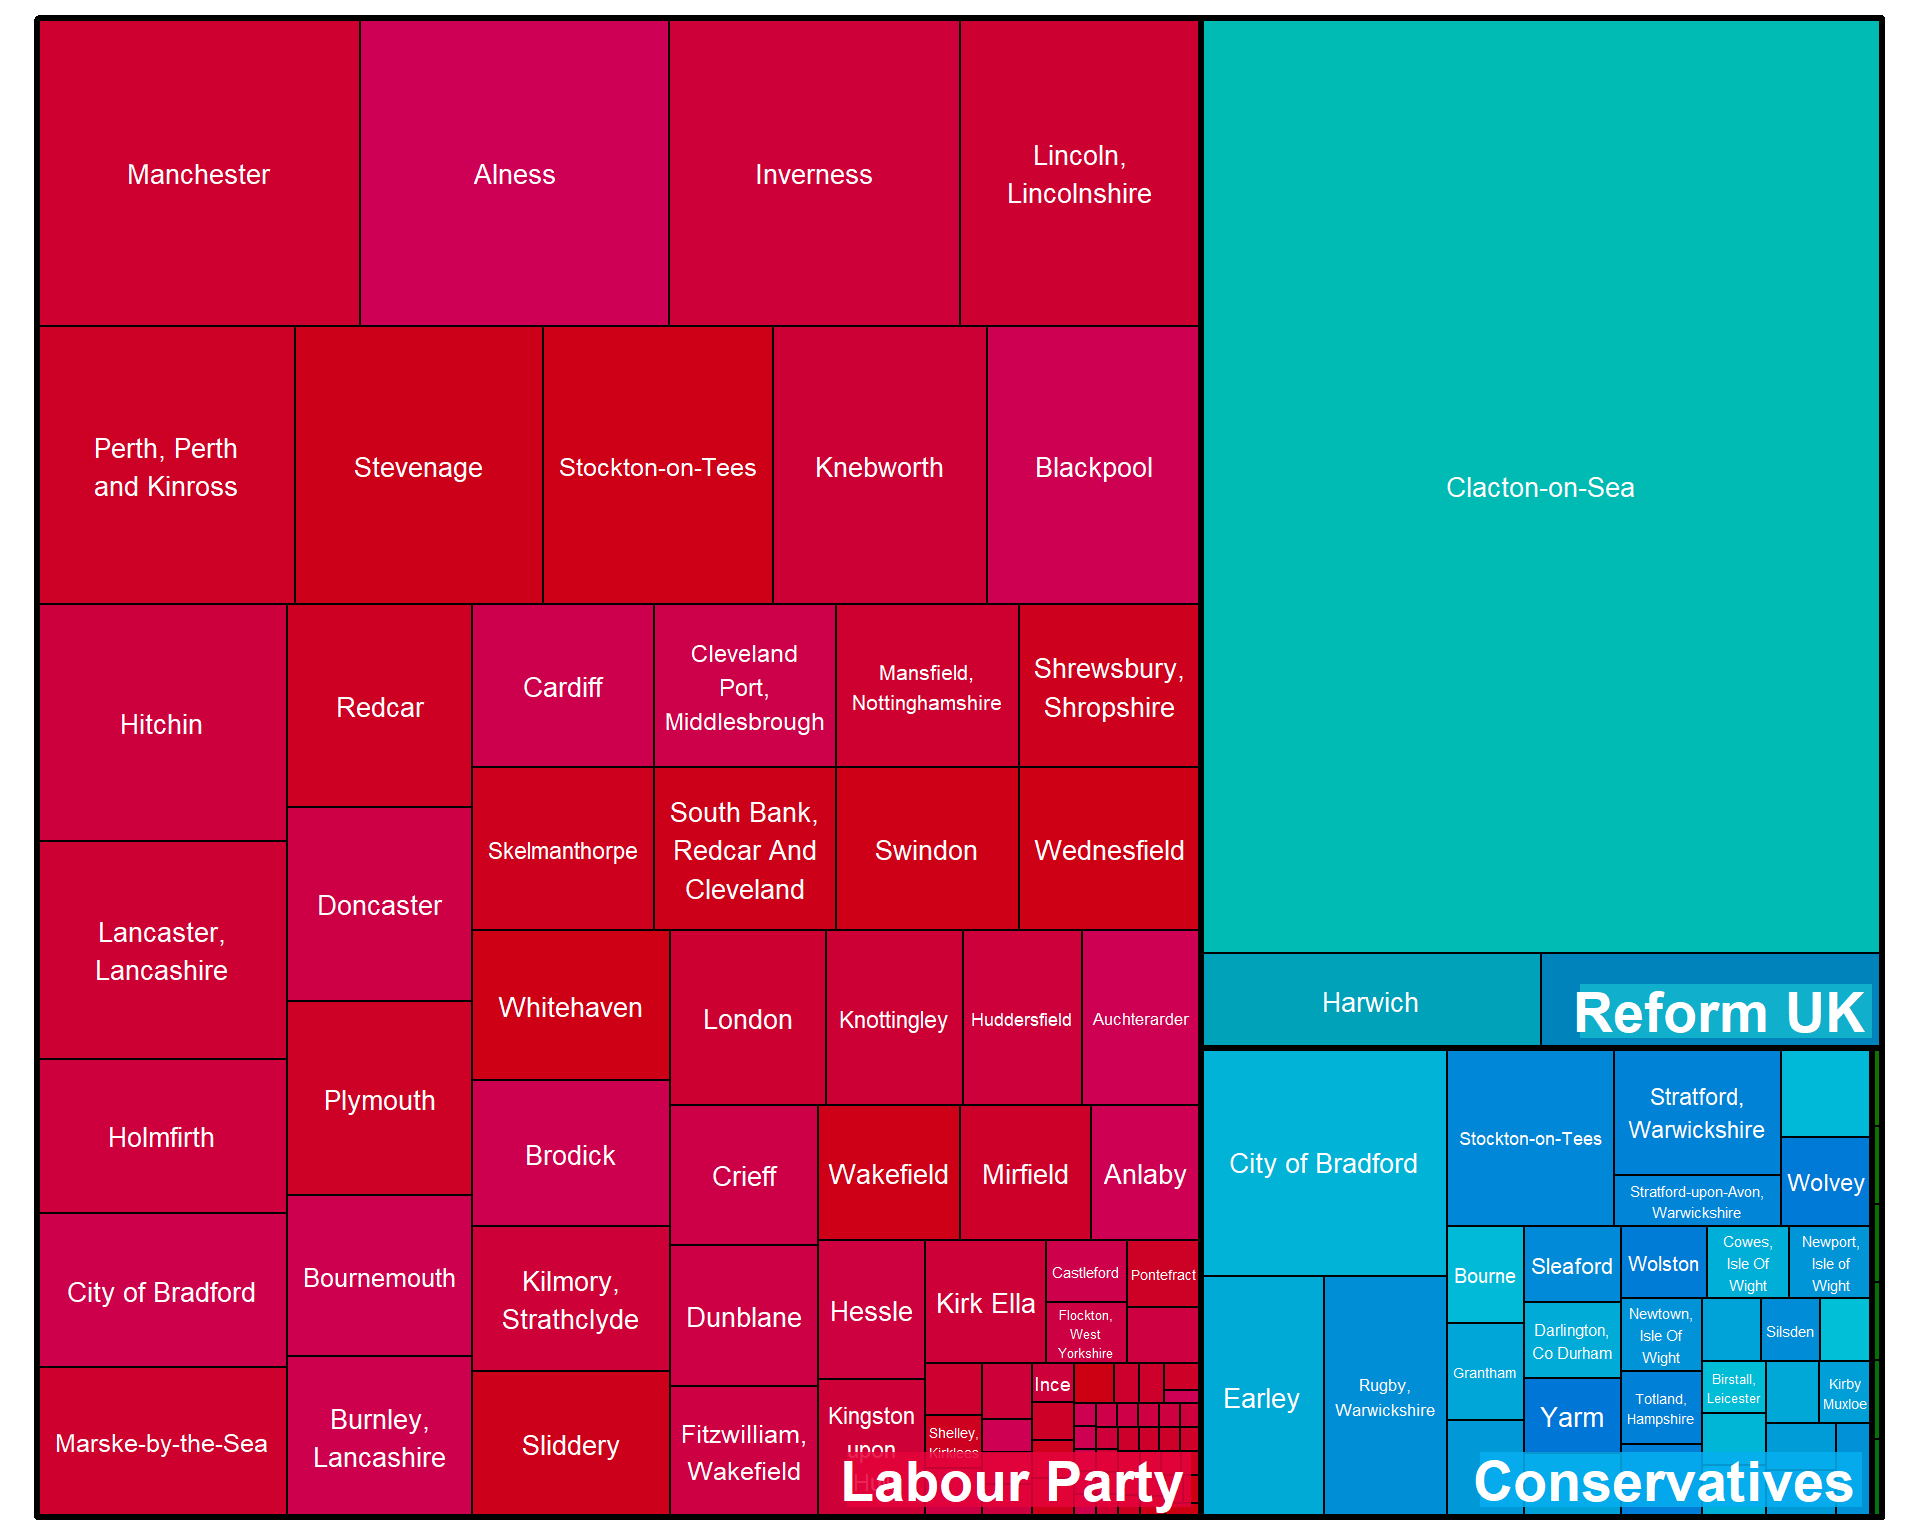 Manchester
Alness
Inverness
Lincoln,
Lincolnshire
Perth, Perth
and Kinross
Stevenage
Stockton-on-Tees
Knebworth
Blackpool
Clacton-on-Sea
Hitchin
Redcar
Cardiff
Cleveland
Port,
Middlesbrough
Mansfield,
Nottinghamshire
Shrewsbury,
Shropshire
Skelmanthorpe
South Bank,
Redcar And
Cleveland
Swindon
Wednesfield
Lancaster,
Lancashire
Doncaster
Whitehaven
London
Knottingley
Huddersfield
Auchterarder
Harwich
Reform UK
Holmfirth
Plymouth
Brodick
Crieff
Wakefield
Mirfield
Anlaby
City of Bradford
Stockton-on-Tees
Stratford,
Warwickshire
Stratford-upon-Avon,
Warwickshire
Wolvey
City of Bradford
Bournemouth
Kilmory,
Strathclyde
Dunblane
Hessle
Kirk Ella
Castleford
Pontefract
Flockton,
West
Yorkshire
Bourne
Sleaford
Wolston
Cowes,
Isle Of
Wight
Newport,
Isle of
Wight
Darlington,
Co Durham
Newtown,
Isle Of
Wight
Silsden
Marske-by-the-Sea
Burnley,
Lancashire
Sliddery
Fitzwilliam,
Wakefield
Kingston
upon
Ince
Shelley,
Kirklees
Labour Party
Earley
Rugby,
Warwickshire
Grantham
Yarm
Totland,
Hampshire
Birstall,
Leicester
Kirby
Muxloe
Conservatives